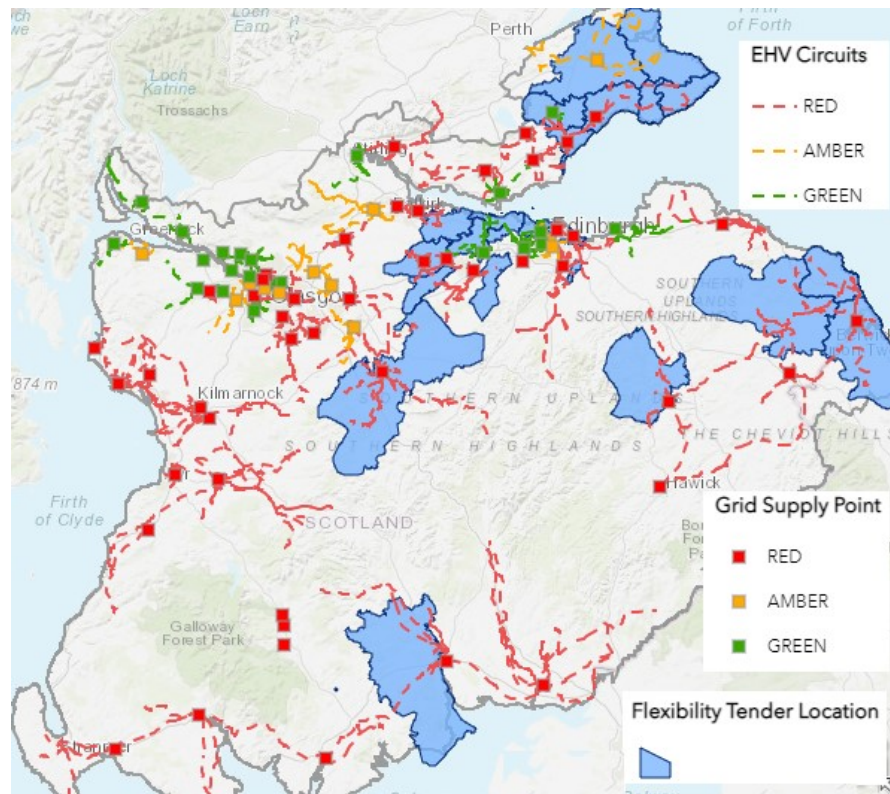 Loch
Earn
Loch
Katrine
Trossachs
Perth
Firth
of Forth
EHV Circuits
RED
AMBER
GREEN
Edinburgh
SOUTHERN
UPLANDS
SOUTHERN HIGHLANDS
874 m
Kilmarnock
SOUTHERN UPLANDS
SOUTHERN HIGHLANDS
THE CHEVIOT HILLS
Hawick
Firth
of Clyde
SCOTLAND
Galloway
Forest Park
Grid Supply Point
RED
AMBER
GREEN
Flexibility Tender Location